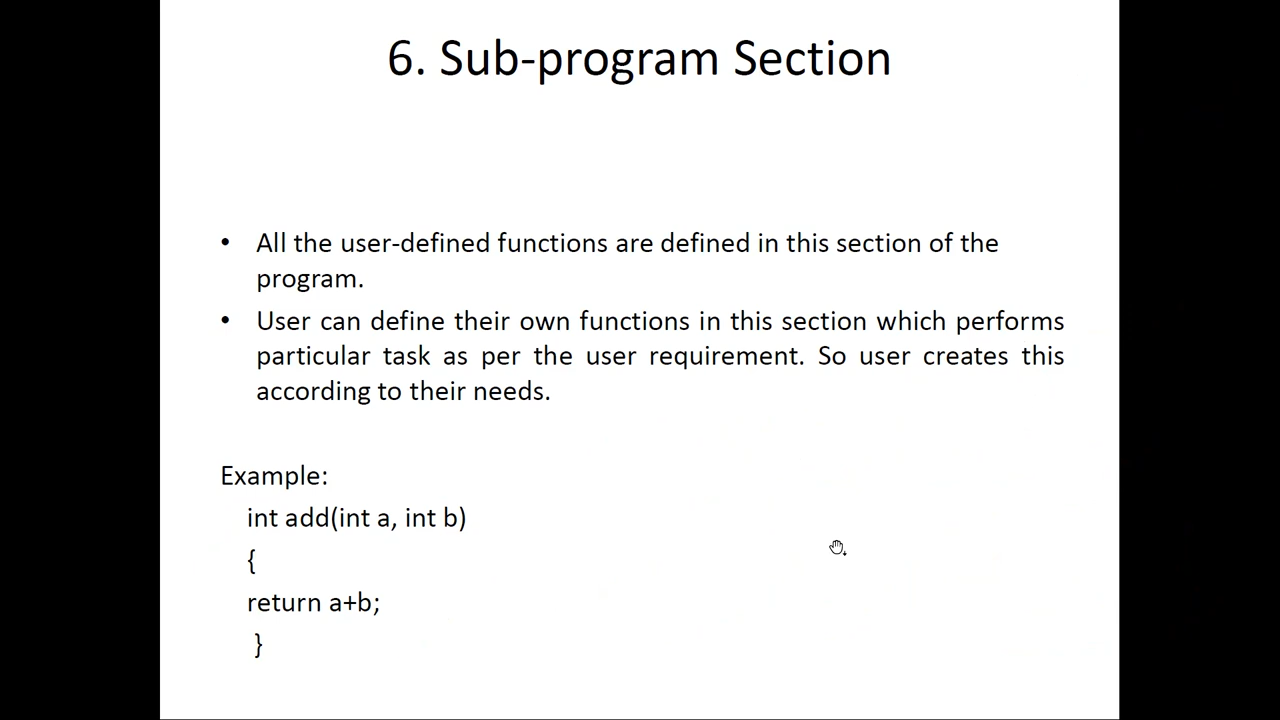 6. Sub-program Section
• All the user-defined functions are defined in this section of the
program.
• User can define their own functions in this section which performs
particular task as per the user requirement. So user creates this
according to their needs.
Example:
int add(int a, int b)
{
return a+b;
}